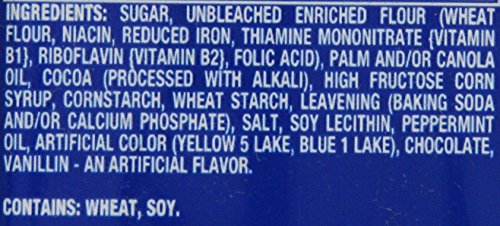 INGREDIENTS: SUGAR, UNBLEACHED ENRICHED FLOUR (WHEAT
FLOUR, NIACIN, REDUCED IRON, THIAMINE MONONITRATE {VITAMIN
B1}, RIBOFLAVIN {VITAMIN B2}, FOLIC ACID), PALM AND/OR CANOLA
OIL, COCOA (PROCESSED WITH ALKALI), HIGH FRUCTOSE CORN
SYRUP, CORNSTARCH, WHEAT STARCH, LEAVENING (BAKING SODA
AND/OR CALCIUM PHOSPHATE), SALT, SOY LECITHIN, PEPPERMINT
OIL, ARTIFICIAL COLOR (YELLOW 5 LAKE, BLUE 1 LAKE), CHOCOLATE,
VANILLIN - AN ARTIFICIAL FLAVOR.
CONTAINS: WHEAT, SOY.